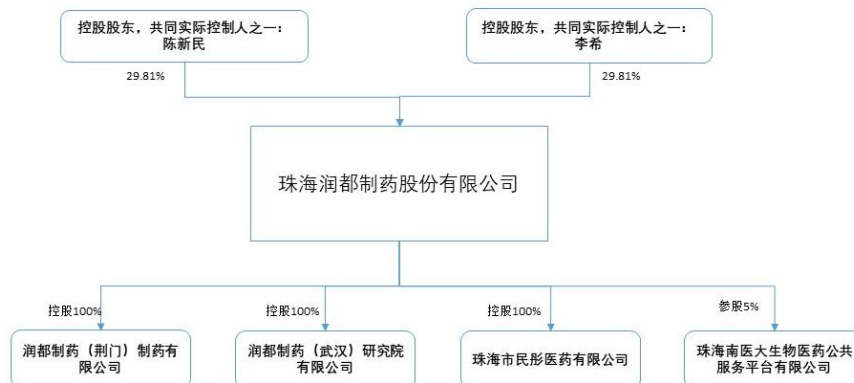 控股股东，共同实际控制人之一：
陈新民
控股股东，共同实际控制人之一：
李希
29.81%
29.81%
珠海润都制药股份有限公司
控股100%
控股100%
控股100%
参股5%
润都制药（荆门）制药有
限公司
润都制药（武汉）研究院
有限公司
珠海市民彤医药有限公司
珠海南医大生物医药公共
服务平台有限公司